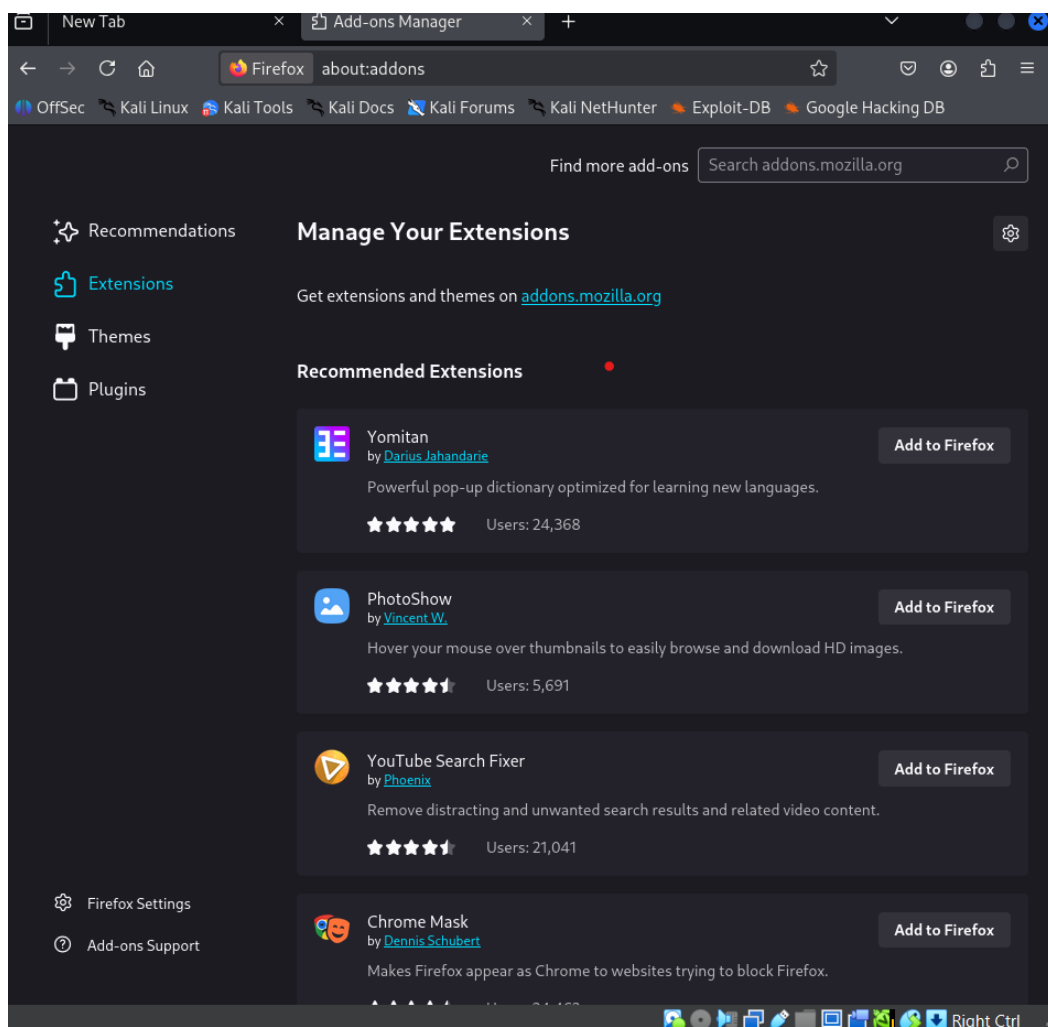 New Tab
Add-ons Manager
Firefox about:addons
OffSec Kali Linux Kali Tools Kali Docs Kali Forums Kali NetHunter Exploit-DB Google Hacking DB
Find more add-ons Search addons.mozilla.org
Recommendations
Extensions
Themes
Plugins
Manage Your Extensions
Get extensions and themes on addons.mozilla.org
Recommended Extensions
Yomitan
by Darius Jahandarie
Add to Firefox
Powerful pop-up dictionary optimized for learning new languages.
Users: 24,368
PhotoShow
by Vincent W.
Add to Firefox
Hover your mouse over thumbnails to easily browse and download HD images.
Users: 5,691
YouTube Search Fixer
by Phoenix
Add to Firefox
Remove distracting and unwanted search results and related video content.
Users: 21,041
Chrome Mask
by Dennis Schubert
Add to Firefox
Makes Firefox appear as Chrome to websites trying to block Firefox.
Firefox Settings
Add-ons Support
Right Ctrl